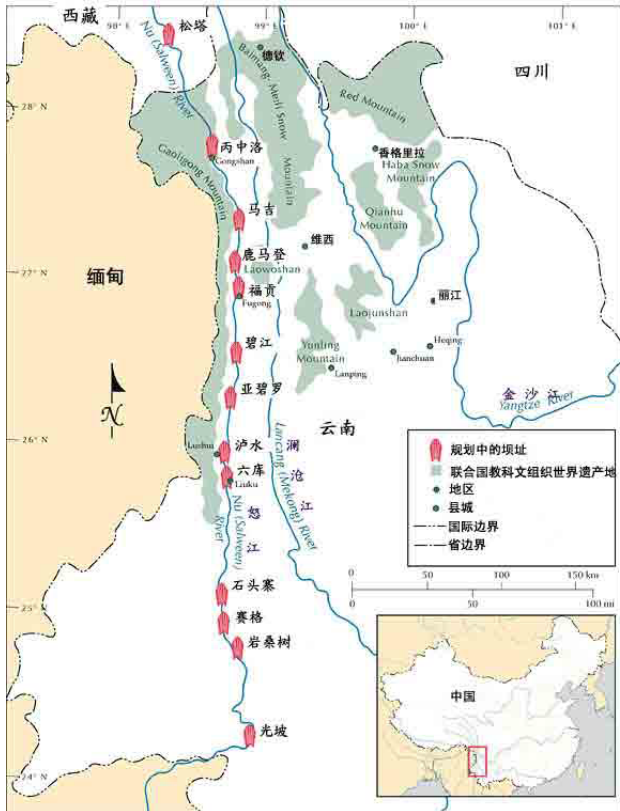 98° E
99° E
100° E
101° E
西藏
松塔
Nu (Salween) River
德钦
Baimang-Meili Snow
Mountain
四川
28° N
Red Mountain
丙中洛
Gongshan
Gaoligong Mountain
香格里拉
Haba Snow
Mountain
Qianhu
Mountain
马吉
维西
鹿马登
Laowoshan
27° N
缅甸
福贡
Fugong
丽江
Laojunshan
碧江
Yunling
Mountain
Lanping
Jianchuan
Heqing
N
亚碧罗
金沙江
Yangtze River
云南
26° N
Lushui
泸水
澜沧江
Lancang (Mekong) River
六库
Liuku
怒江
Nu (Salween)
River
规划中的坝址
联合国教科文组织世界遗产地
地区
县城
国际边界
省边界
0
50
100
150 km
0
50
100 mi
石头寨
25° N
赛格
岩桑树
中国
光坡
24° N